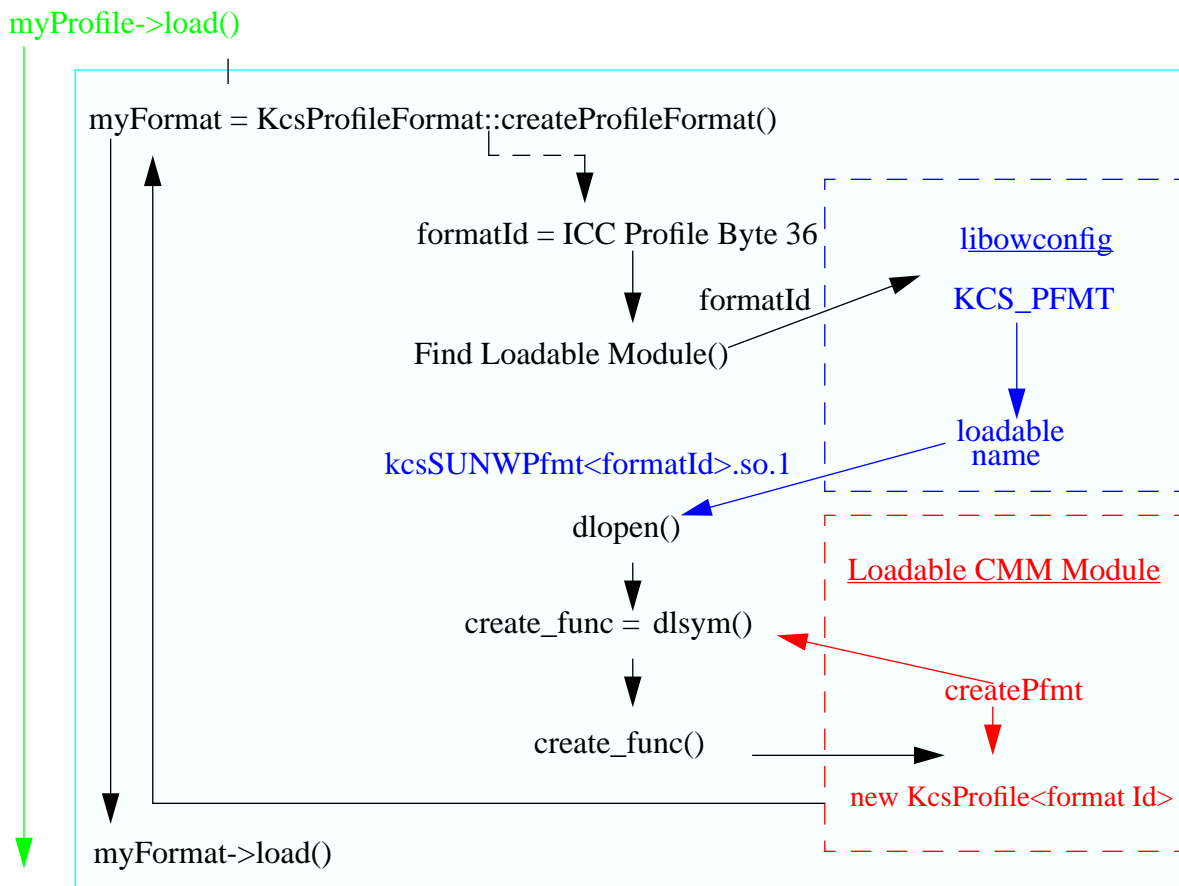 myProfile->load()
myFormat = KcsProfileFormat::createProfileFormat()
formatId = ICC Profile Byte 36
libowconfig
formatId
KCS_PFMT
Find Loadable Module()
loadable
name
kcsSUNWPfmt<formatId>.so.1
dlopen()
Loadable CMM Module
create_func = dlsym()
createPfmt
create_func()
new KcsProfile<format Id>
myFormat->load()